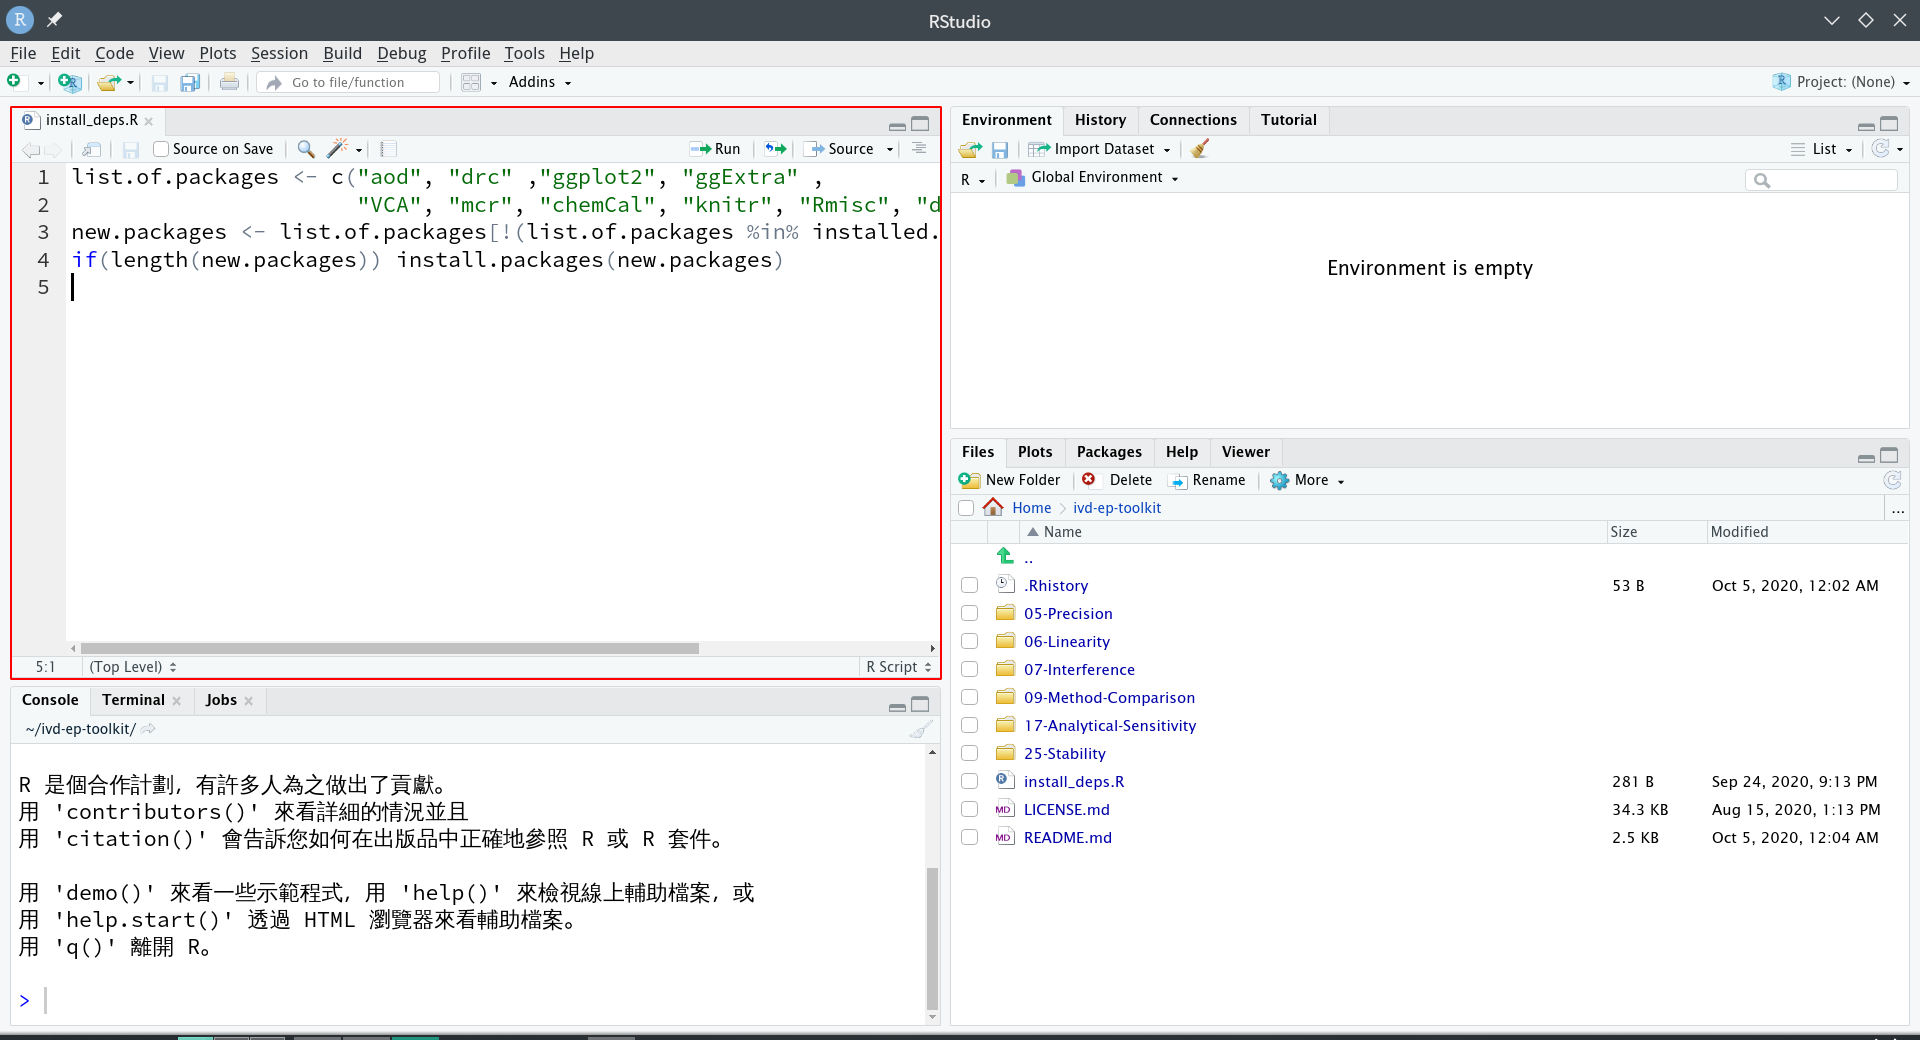 RStudio
File Edit Code View Plots Session Build Debug Profile Tools Help
Go to file/function Addins Project: (None)
install_deps.R
Source on Save Run Source
1 list.of.packages <- c("aod", "drc" ,"ggplot2", "ggExtra" ,
2 "VCA", "mcr", "chemCal", "knitr", "Rmisc", "d
3 new.packages <- list.of.packages[!(list.of.packages %in% installed.
4 if(length(new.packages)) install.packages(new.packages)
5
5:1 (Top Level) R Script
Console Terminal Jobs
~/ivd-ep-toolkit/
R 是個合作計劃，有許多人為之做出了貢獻。
用 'contributors()' 來看詳細的情況並且
用 'citation()' 會告訴您如何在出版品中正確地參照 R 或 R 套件。
用 'demo()' 來看一些示範程式，用 'help()' 來檢視線上輔助檔案，或
用 'help.start()' 透過 HTML 瀏覽器來看輔助檔案。
用 'q()' 離開 R。
>
Environment History Connections Tutorial
Import Dataset List
R Global Environment
Environment is empty
Files Plots Packages Help Viewer
New Folder Delete Rename More
Home ivd-ep-toolkit ...
Name Size Modified
..
.Rhistory 53 B Oct 5, 2020, 12:02 AM
05-Precision
06-Linearity
07-Interference
09-Method-Comparison
17-Analytical-Sensitivity
25-Stability
install_deps.R 281 B Sep 24, 2020, 9:13 PM
LICENSE.md 34.3 KB Aug 15, 2020, 1:13 PM
README.md 2.5 KB Oct 5, 2020, 12:04 AM